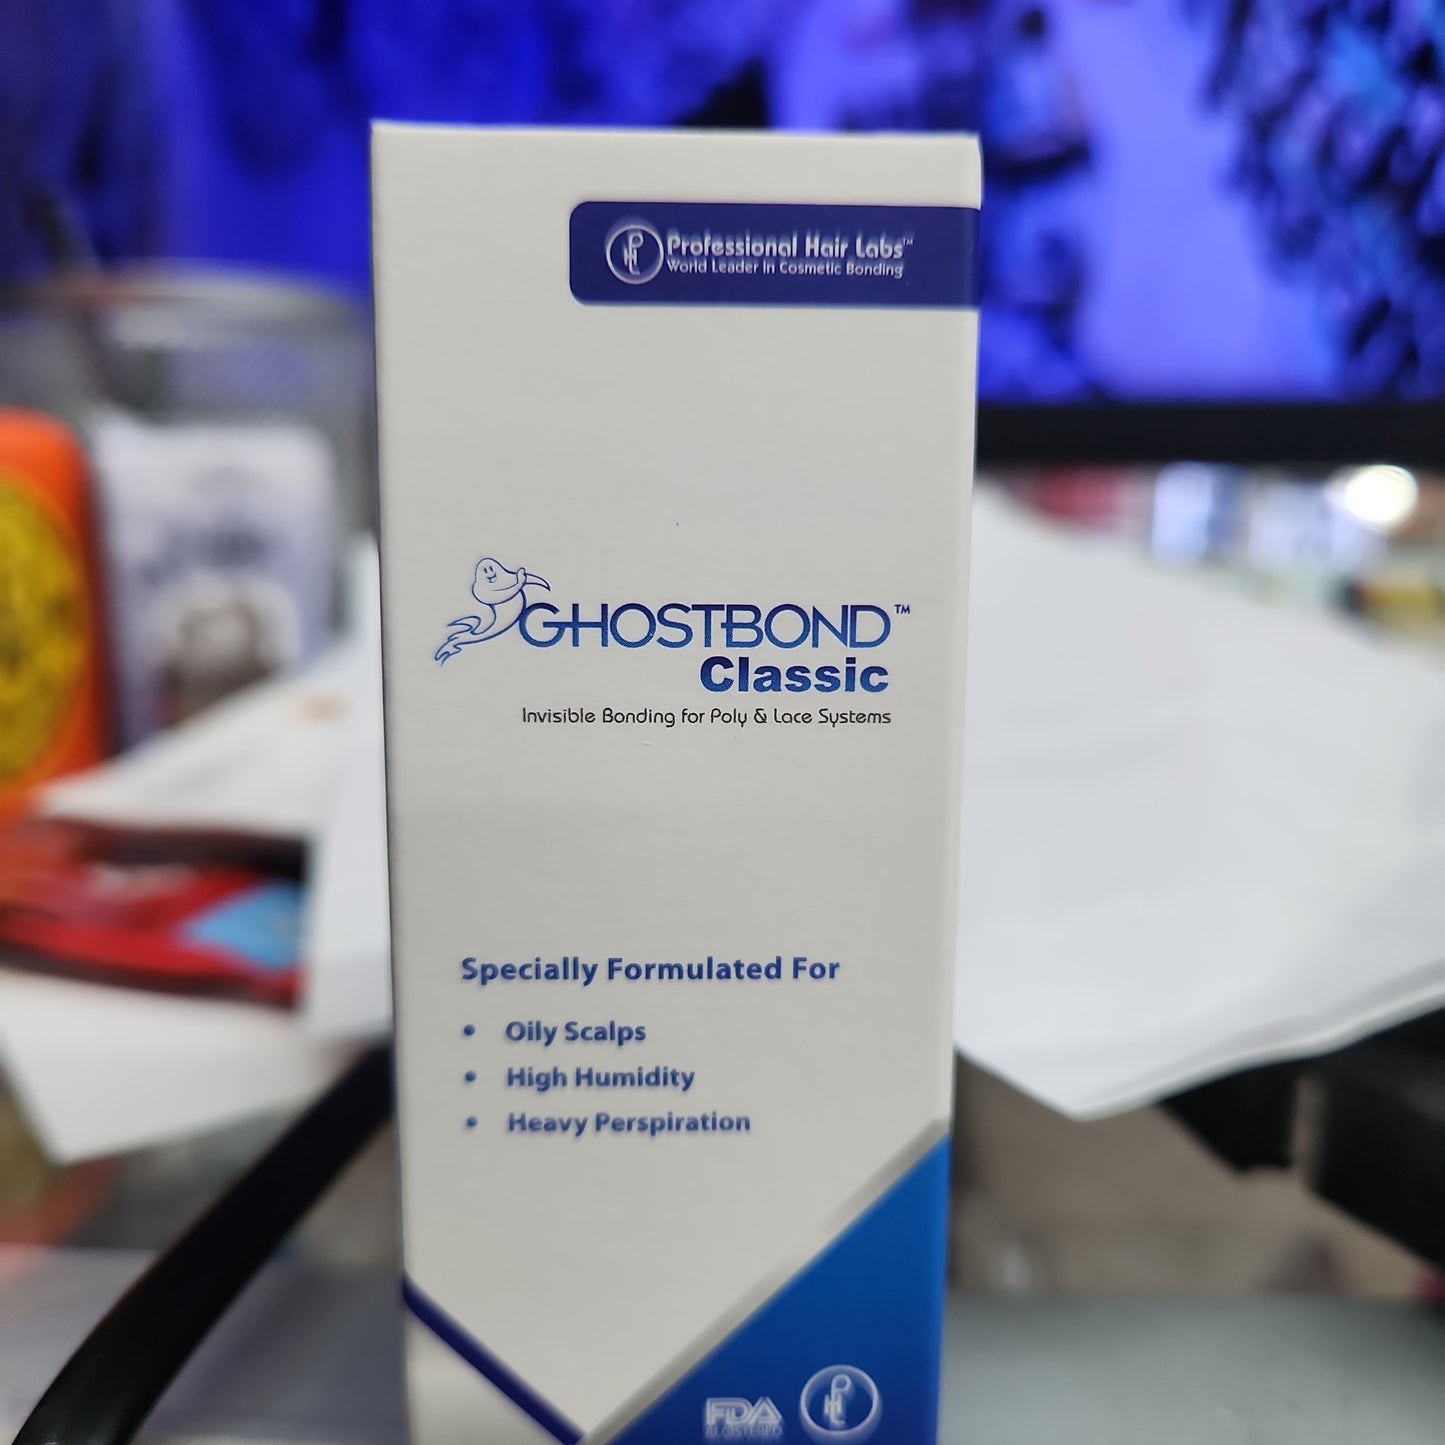 Professional Hair Labs™
World Leader In Cosmetic Bonding
GHOSTBOND™
Classic
Invisible Bonding for Poly & Lace Systems
Specially Formulated For
• Oily Scalps
• High Humidity
• Heavy Perspiration
FDA
REGISTERED